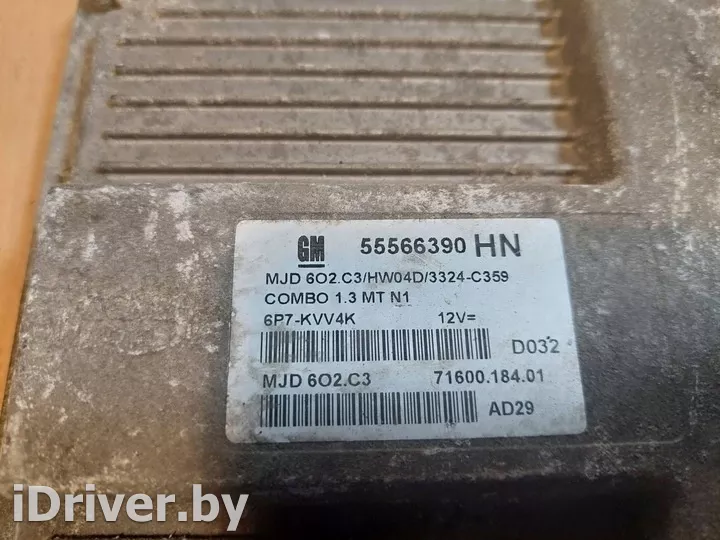 GM 55566390 HN
MJD 6O2.C3/HW04D/3324-C359
COMBO 1.3 MT N1
6P7-KVV4K 12V=
D032
MJD 6O2.C3 71600.184.01
AD29
iDriver.by